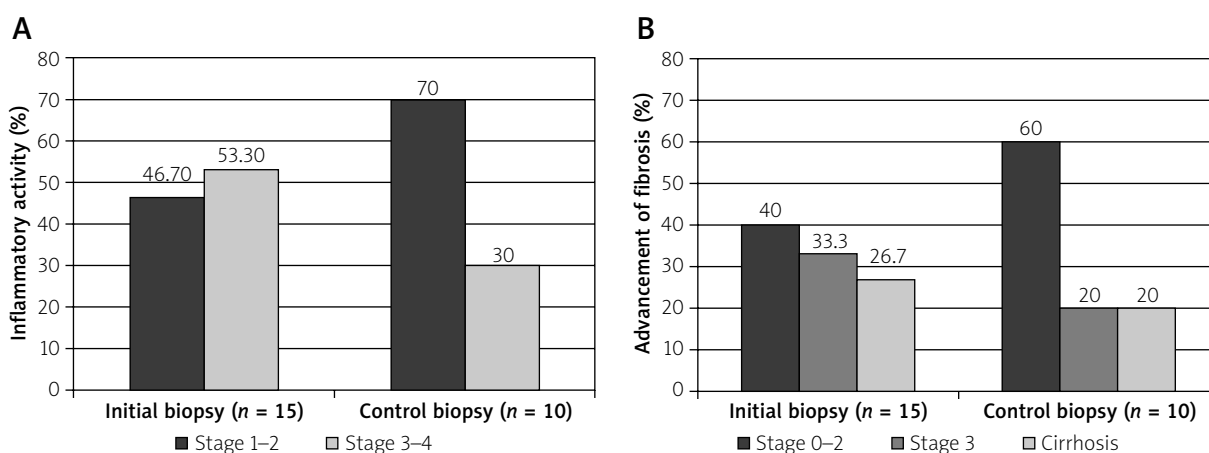 A
Inflammatory activity (%)
80
70
60
50
40
30
20
10
0
46.70
53.30
70
30
Initial biopsy (n = 15)
Control biopsy (n = 10)
Stage 1–2
Stage 3–4
B
Advancement of fibrosis (%)
80
70
60
50
40
30
20
10
0
40
33.3
26.7
60
20
20
Initial biopsy (n = 15)
Control biopsy (n = 10)
Stage 0–2
Stage 3
Cirrhosis